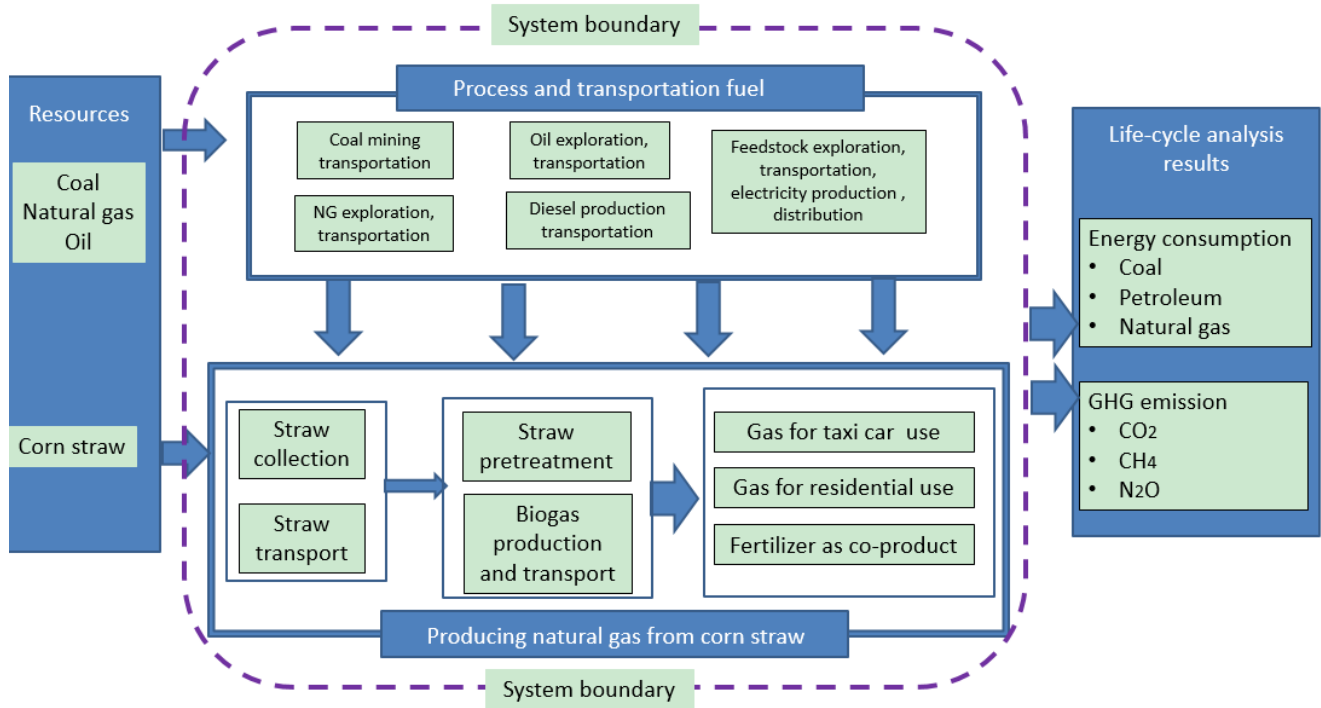 System boundary
Resources
Coal
Natural gas
Oil
Corn straw
Process and transportation fuel
Coal mining
transportation
Oil exploration,
transportation
Feedstock exploration,
transportation,
electricity production ,
distribution
NG exploration,
transportation
Diesel production
transportation
Straw
collection
Straw
transport
Straw
pretreatment
Biogas
production
and transport
Gas for taxi car use
Gas for residential use
Fertilizer as co-product
Producing natural gas from corn straw
System boundary
Life-cycle analysis
results
Energy consumption
• Coal
• Petroleum
• Natural gas
GHG emission
• CO2
• CH4
• N2O